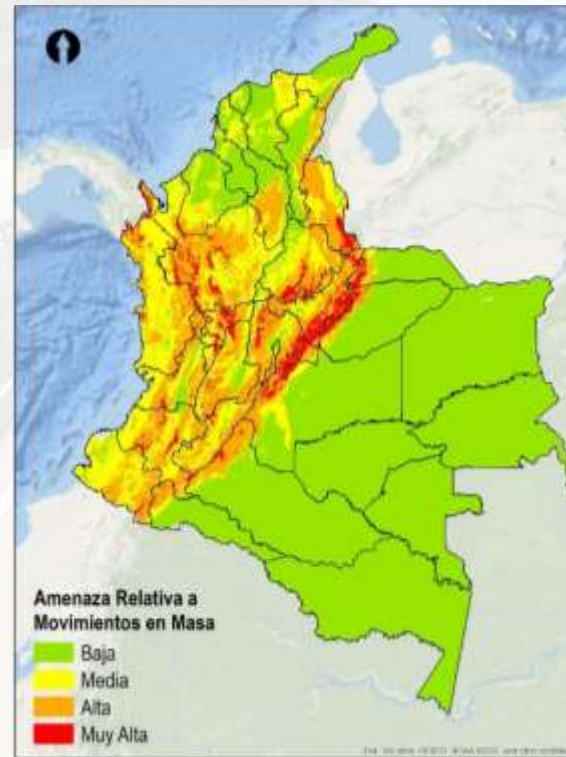 Amenaza Relativa a
Movimientos en Masa
Baja
Media
Alta
Muy Alta